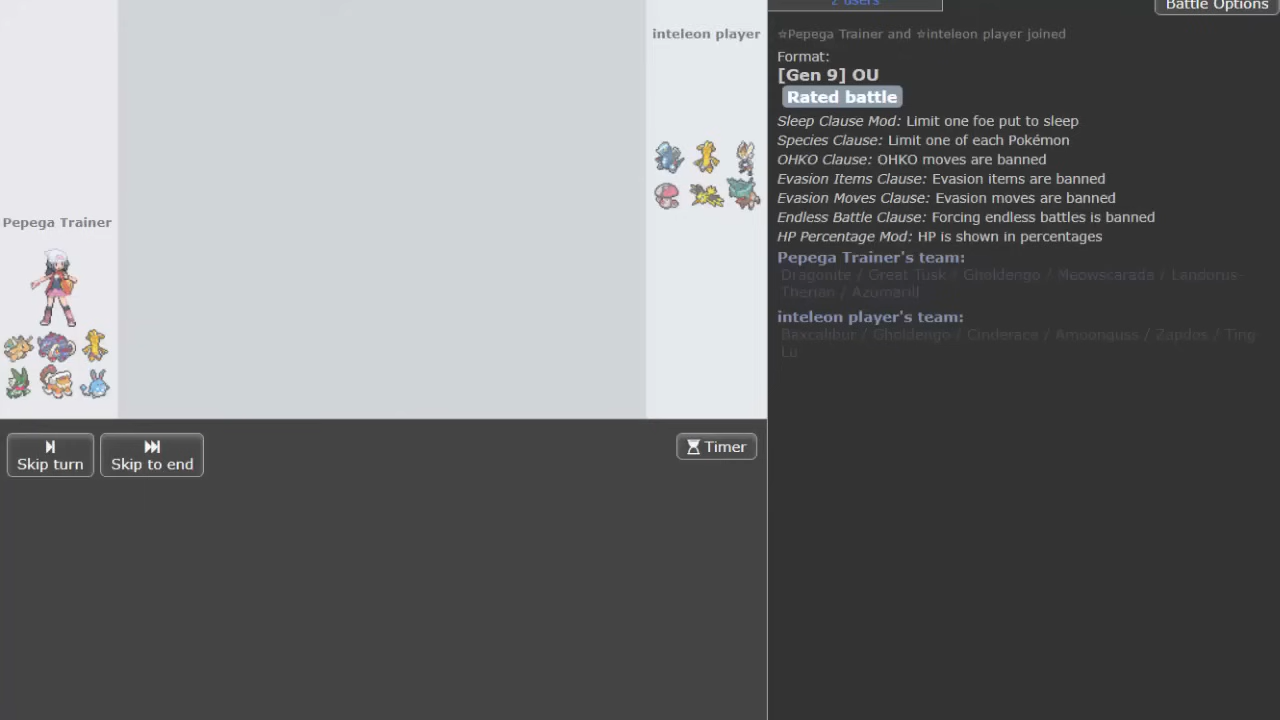 2 users
Battle Options
inteleon player
☆Pepega Trainer and ☆inteleon player joined
Format:
[Gen 9] OU
Rated battle
Sleep Clause Mod: Limit one foe put to sleep
Species Clause: Limit one of each Pokémon
OHKO Clause: OHKO moves are banned
Evasion Items Clause: Evasion items are banned
Evasion Moves Clause: Evasion moves are banned
Endless Battle Clause: Forcing endless battles is banned
HP Percentage Mod: HP is shown in percentages
Pepega Trainer's team:
Dragonite / Great Tusk / Gholdengo / Meowscarada / Landorus-
Therian / Azumarill
inteleon player's team:
Baxcalibur / Gholdengo / Cinderace / Amoonguss / Zapdos / Ting-
Lu
Pepega Trainer
Skip turn
Skip to end
Timer